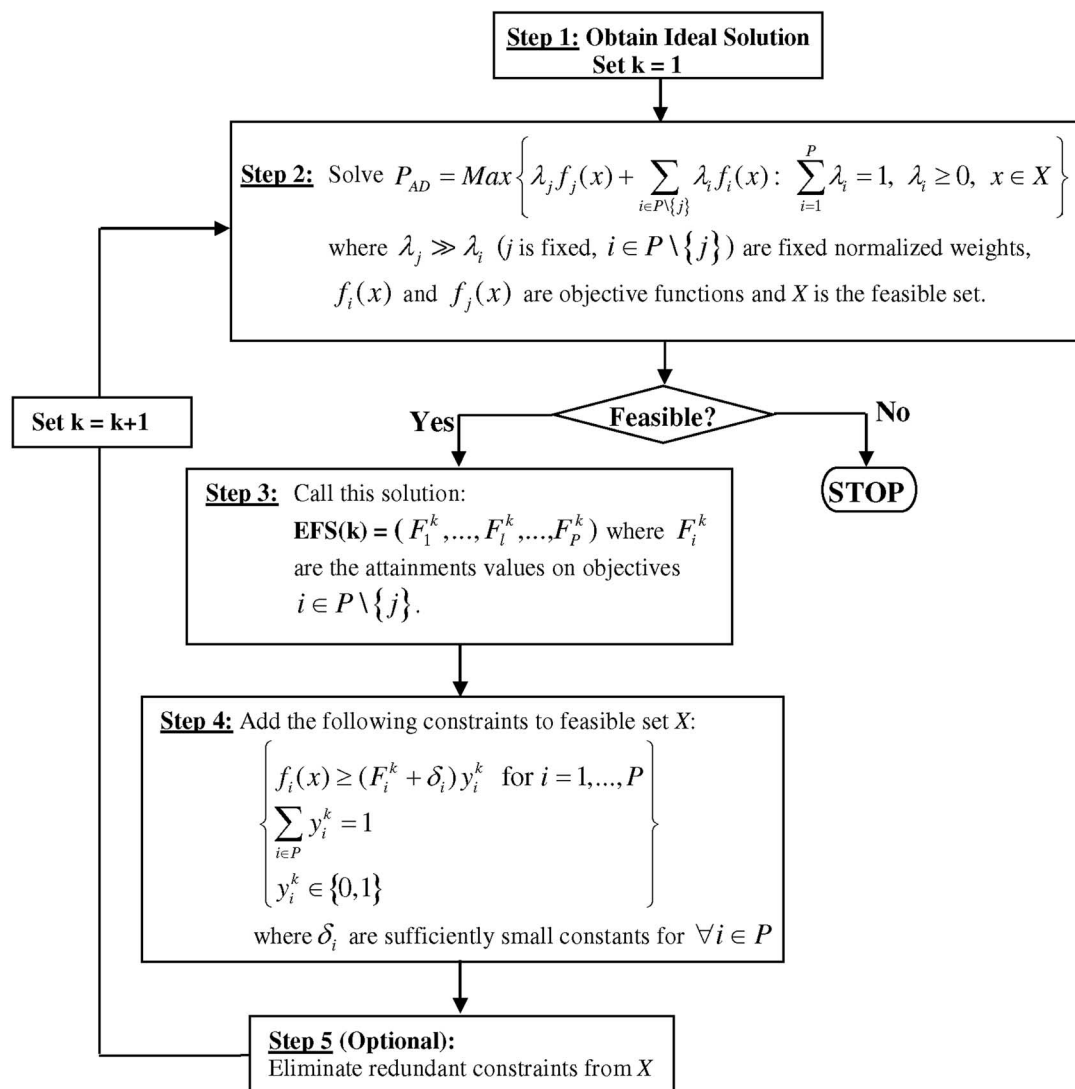 Step 1: Obtain Ideal Solution
Set k = 1
Step 2: Solve P_{AD} = Max{λ_j f_j(x) + ∑_{i∈P\{j}} λ_i f_i(x): ∑_{i=1}^{P} λ_i = 1, λ_i ≥ 0, x ∈ X}
where λ_j ≫ λ_i (j is fixed, i ∈ P \ {j}) are fixed normalized weights,
f_i(x) and f_j(x) are objective functions and X is the feasible set.
Feasible?
Yes
No
STOP
Set k = k+1
Step 3: Call this solution:
EFS(k) = (F_1^k,..., F_l^k,..., F_P^k) where F_i^k
are the attainments values on objectives
i ∈ P \ {j}.
Step 4: Add the following constraints to feasible set X:
f_i(x) ≥ (F_i^k + δ_i) y_i^k for i = 1,..., P
∑_{i∈P} y_i^k = 1
y_i^k ∈ {0,1}
where δ_i are sufficiently small constants for ∀i ∈ P
Step 5 (Optional):
Eliminate redundant constraints from X